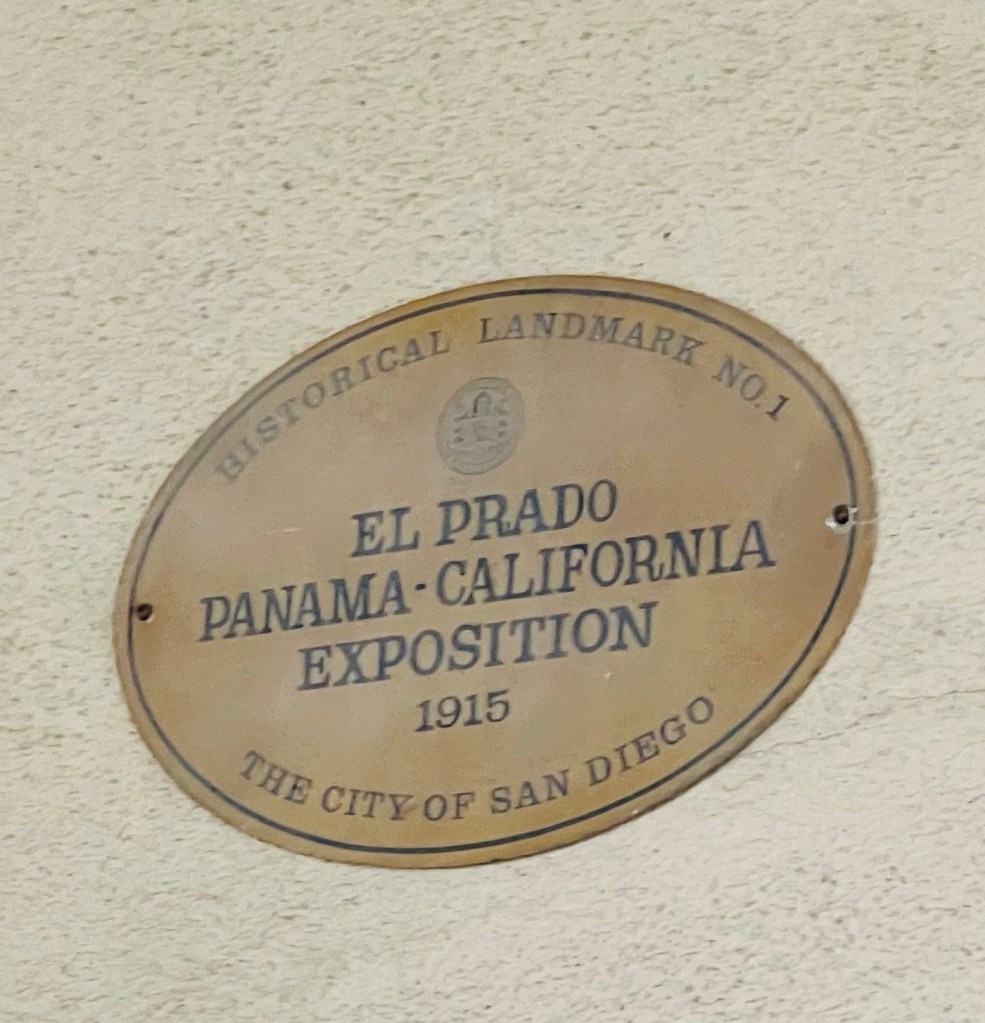 HISTORICAL LANDMARK NO.1
EL PRADO
PANAMA-CALIFORNIA
EXPOSITION
1915
THE CITY OF SAN DIEGO